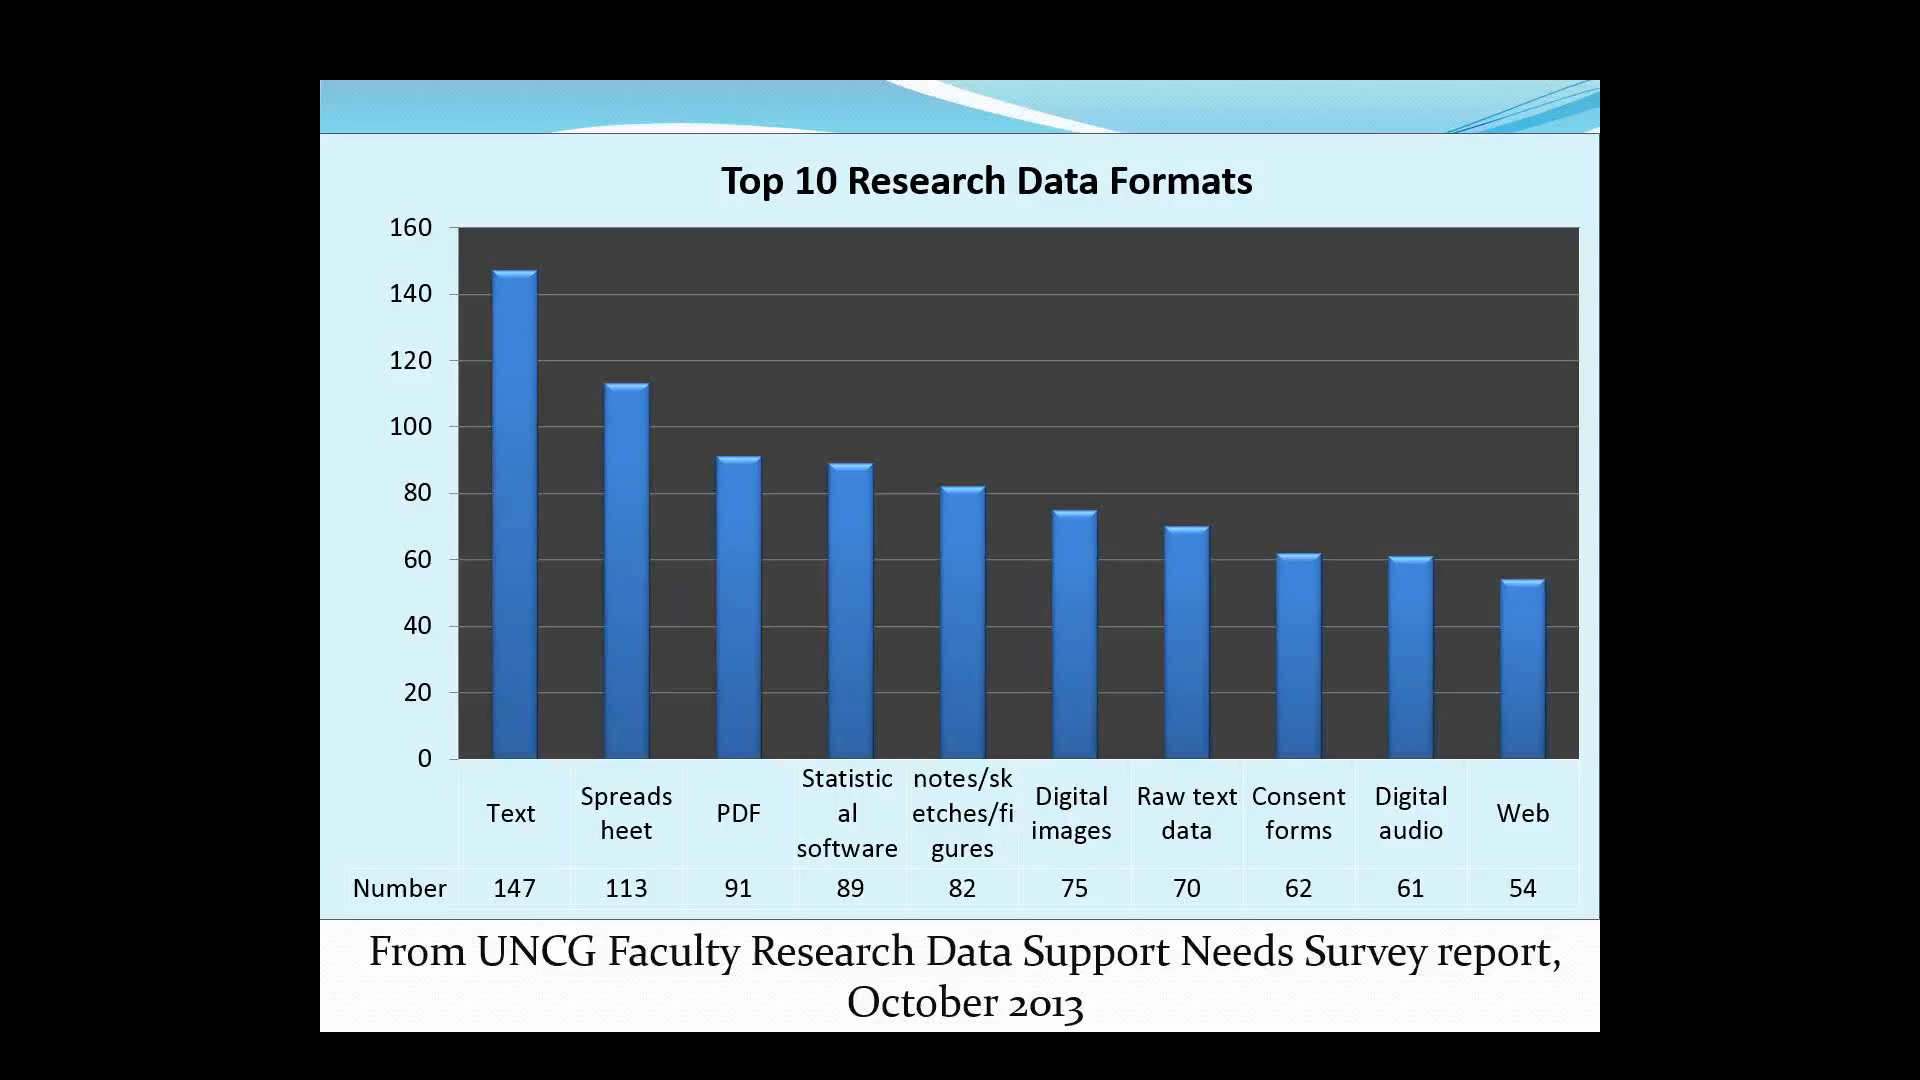 Top 10 Research Data Formats
160
140
120
100
80
60
40
20
0
Text
Spreads
heet
PDF
Statistic
al
software
notes/sk
etches/fi
gures
Digital
images
Raw text
data
Consent
forms
Digital
audio
Web
Number 147 113 91 89 82 75 70 62 61 54
From UNCG Faculty Research Data Support Needs Survey report,
October 2013